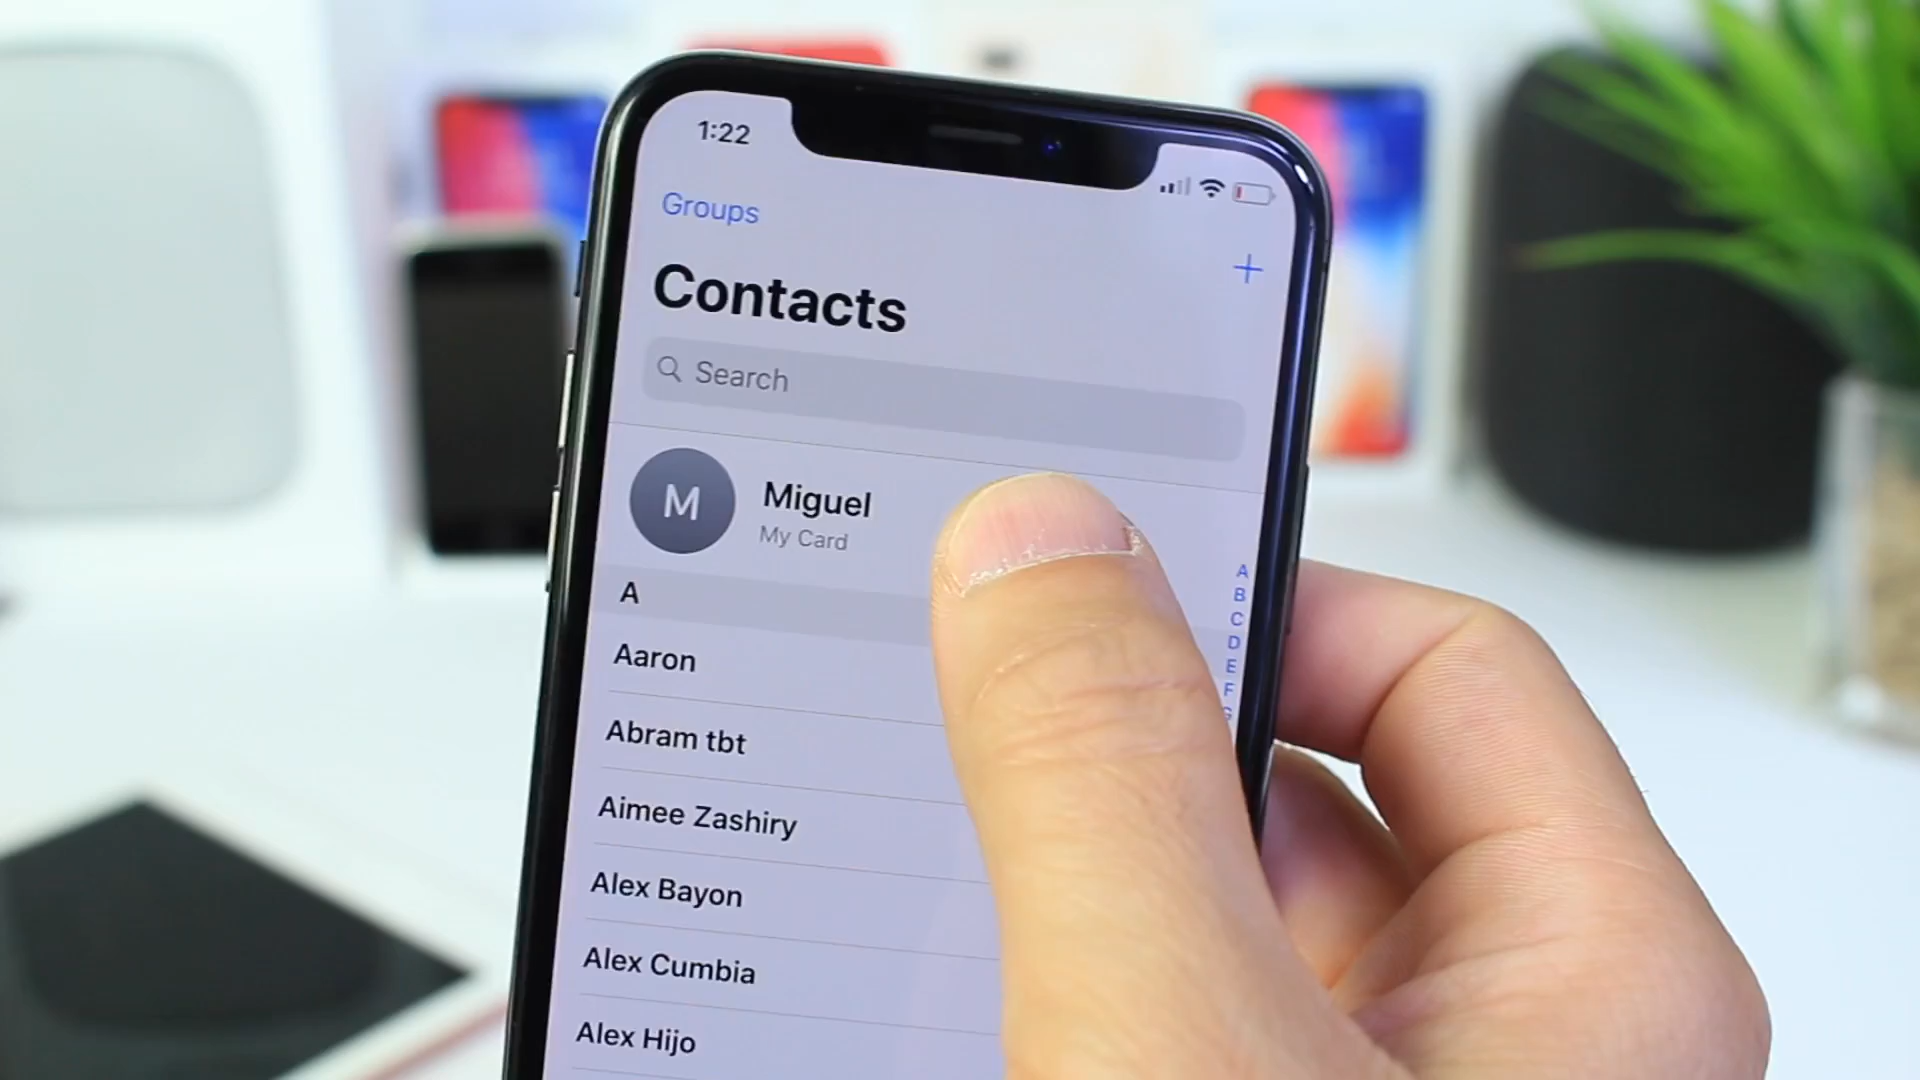 1:22
Groups
Contacts
Search
M
Miguel
My Card
A
Aaron
Abram tbt
Aimee Zashiry
Alex Bayon
Alex Cumbia
Alex Hijo
A
B
C
D
E
F
G